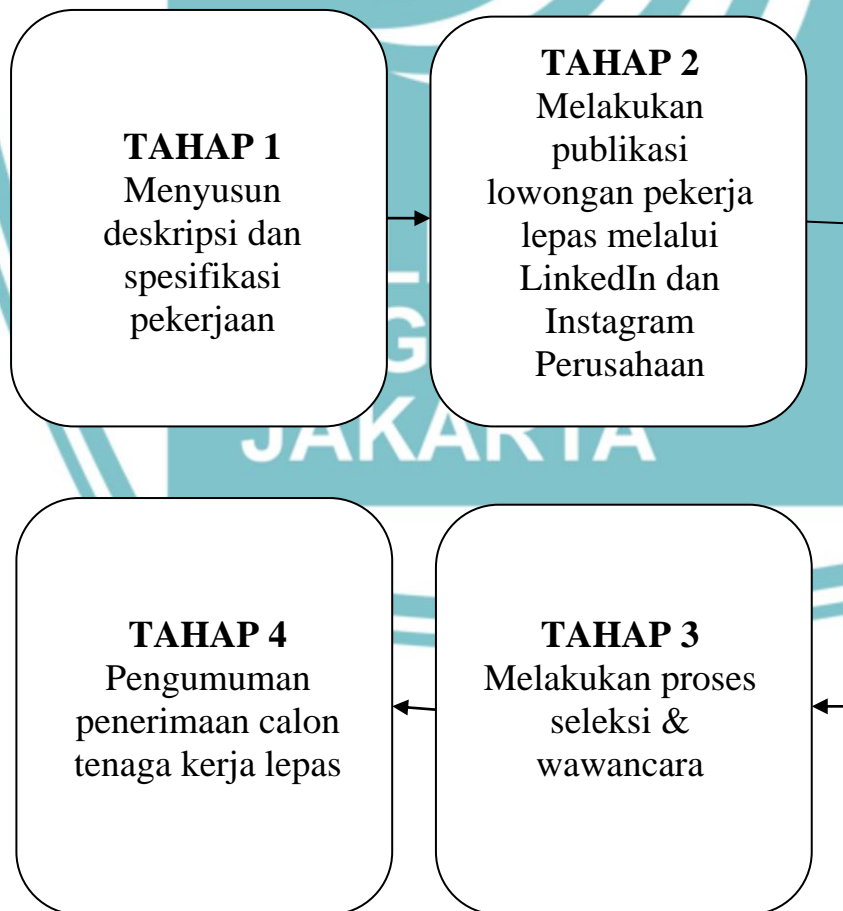 TAHAP 1
Menyusun
deskripsi dan
spesifikasi
pekerjaan
TAHAP 2
Melakukan
publikasi
lowongan pekerja
lepas melalui
LinkedIn dan
Instagram
Perusahaan
G
JAKARTA
TAHAP 3
Melakukan proses
seleksi &
wawancara
TAHAP 4
Pengumuman
penerimaan calon
tenaga kerja lepas